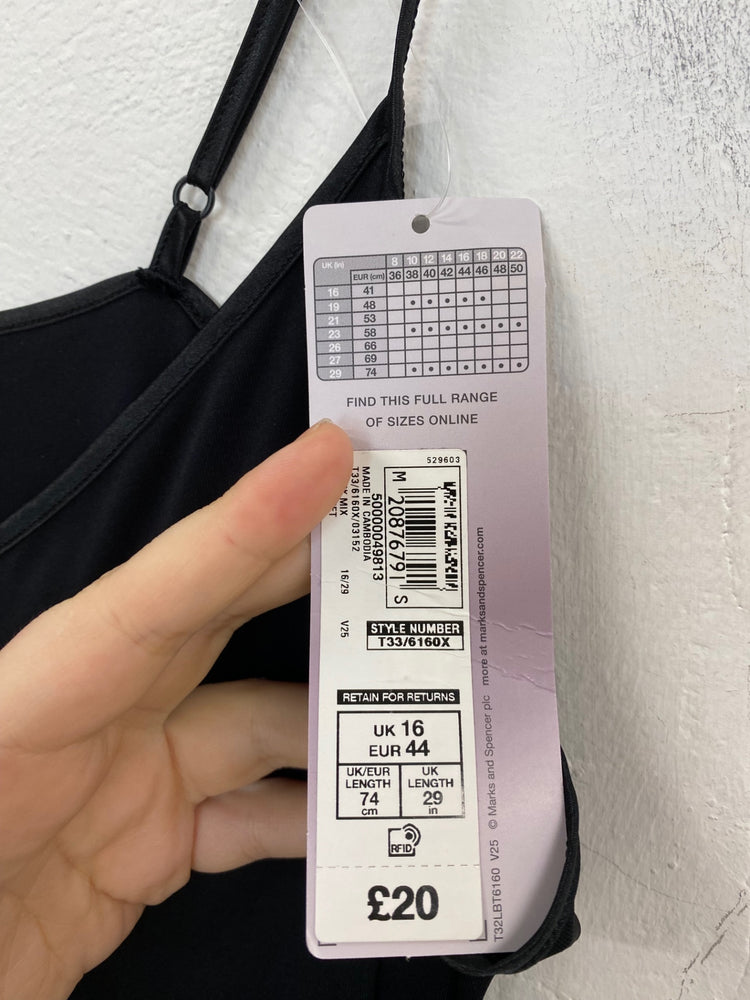 UK (in) 8 10 12 14 16 18 20 22
EUR (cm) 36 38 40 42 44 46 48 50
16 41
19 48 • • • • •
21 53
23 58 • • • • • • •
26 66
27 69
29 74 • • • • • • •
FIND THIS FULL RANGE
OF SIZES ONLINE
529603
M 20876791 S
50000049813
MADE IN CAMBODIA
T33/6160X/03152
MIX
16/29 V25
STYLE NUMBER
T33/6160X
RETAIN FOR RETURNS
UK 16
EUR 44
UK/EUR LENGTH 74 cm
UK LENGTH 29 in
RFID
£20
T32LBT6160 V25 © Marks and Spencer plc more at marksandspencer.com